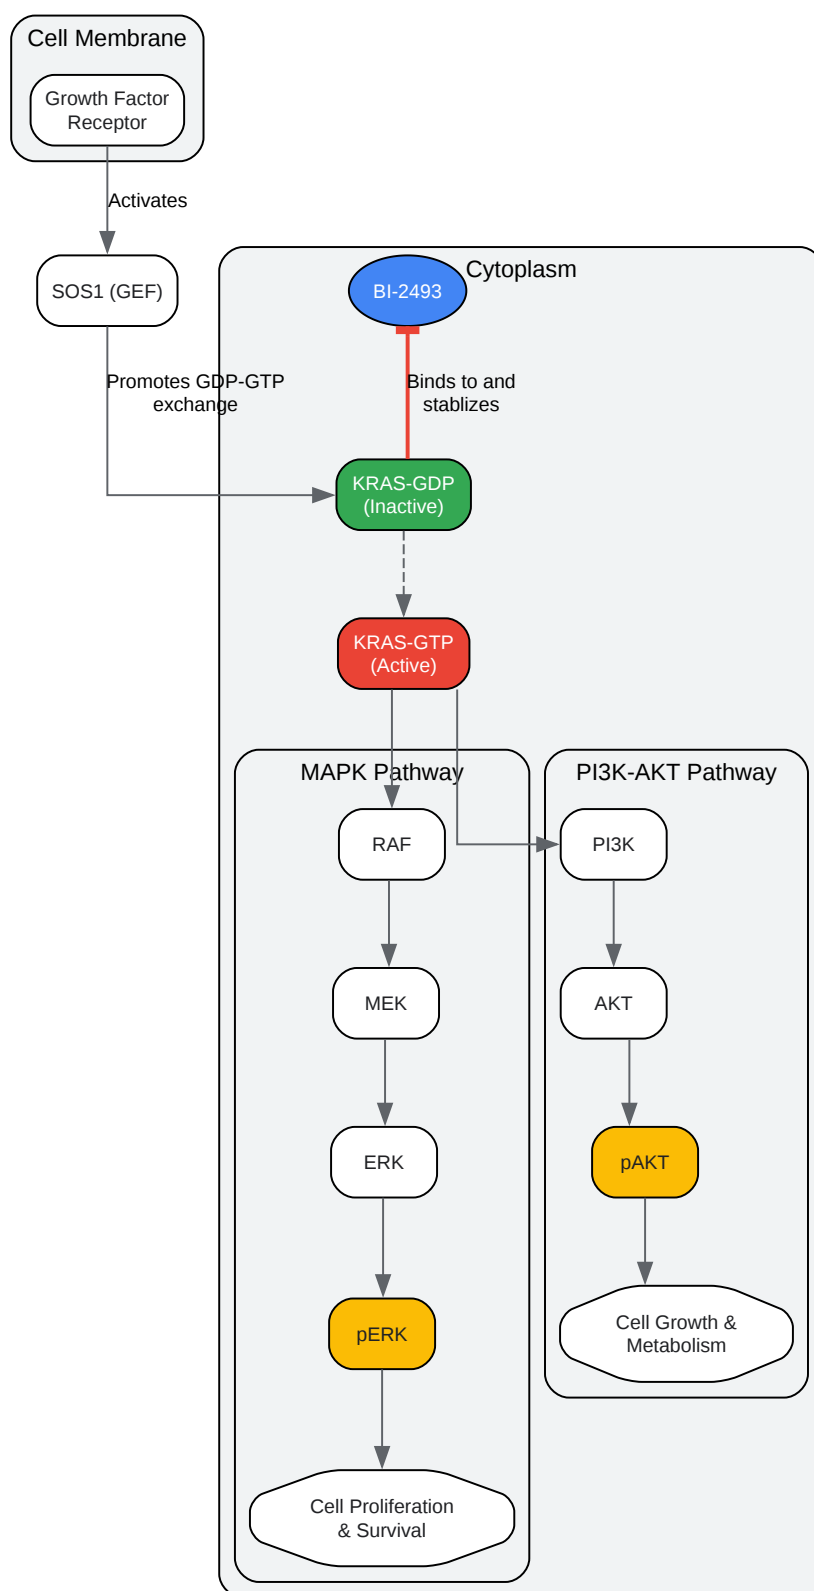 Cell Membrane
Growth Factor
Receptor
Activates
SOS1 (GEF)
Cytoplasm
BI-2493
Promotes GDP-GTP
exchange
Binds to and
stablizes
KRAS-GDP
(Inactive)
KRAS-GTP
(Active)
MAPK Pathway
PI3K-AKT Pathway
RAF
PI3K
MEK
AKT
ERK
pAKT
pERK
Cell Growth &
Metabolism
Cell Proliferation
& Survival